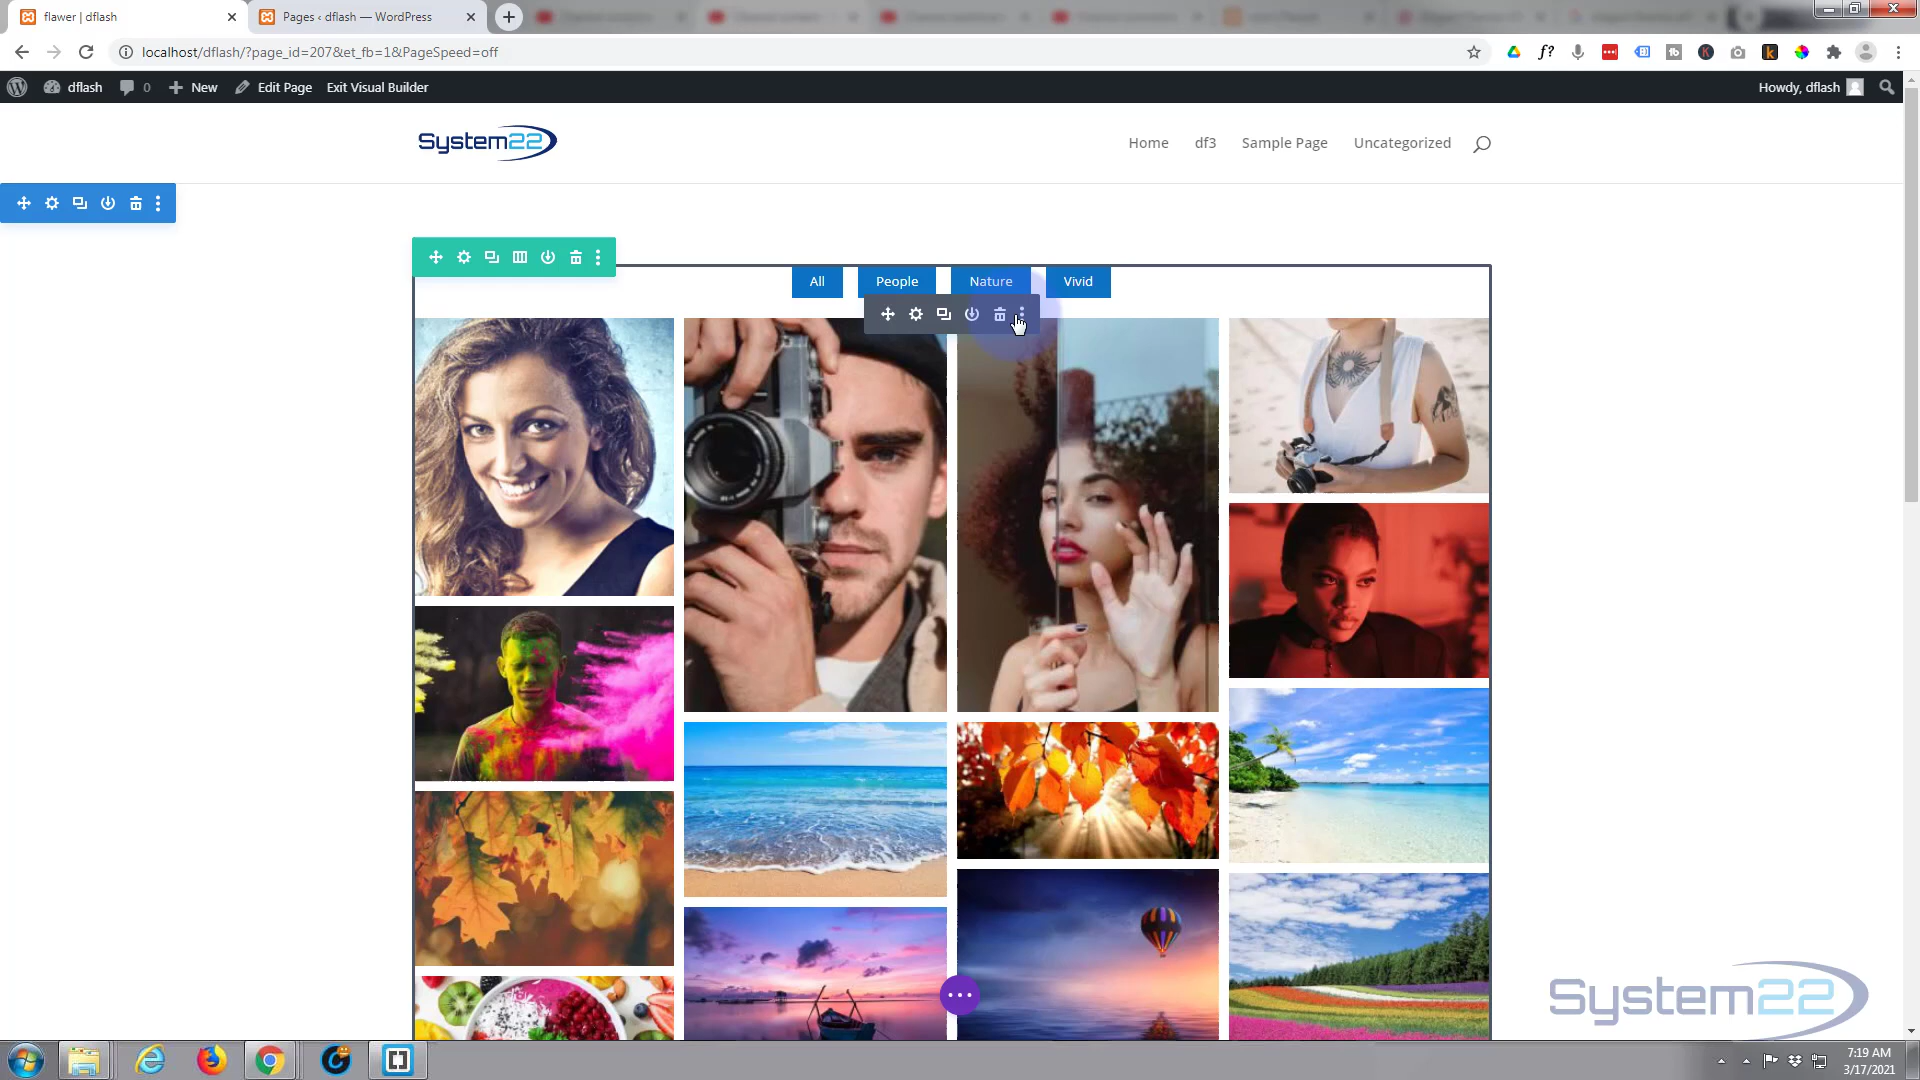 flawer | dflash
Pages ‹ dflash — WordPress
localhost/dflash/?page_id=207&et_fb=1&PageSpeed=off
f?
dflash
0
New
Edit Page
Exit Visual Builder
Howdy, dflash
System22
Home
df3
Sample Page
Uncategorized
All
People
Nature
Vivid
System22
7:19 AM
3/17/2021